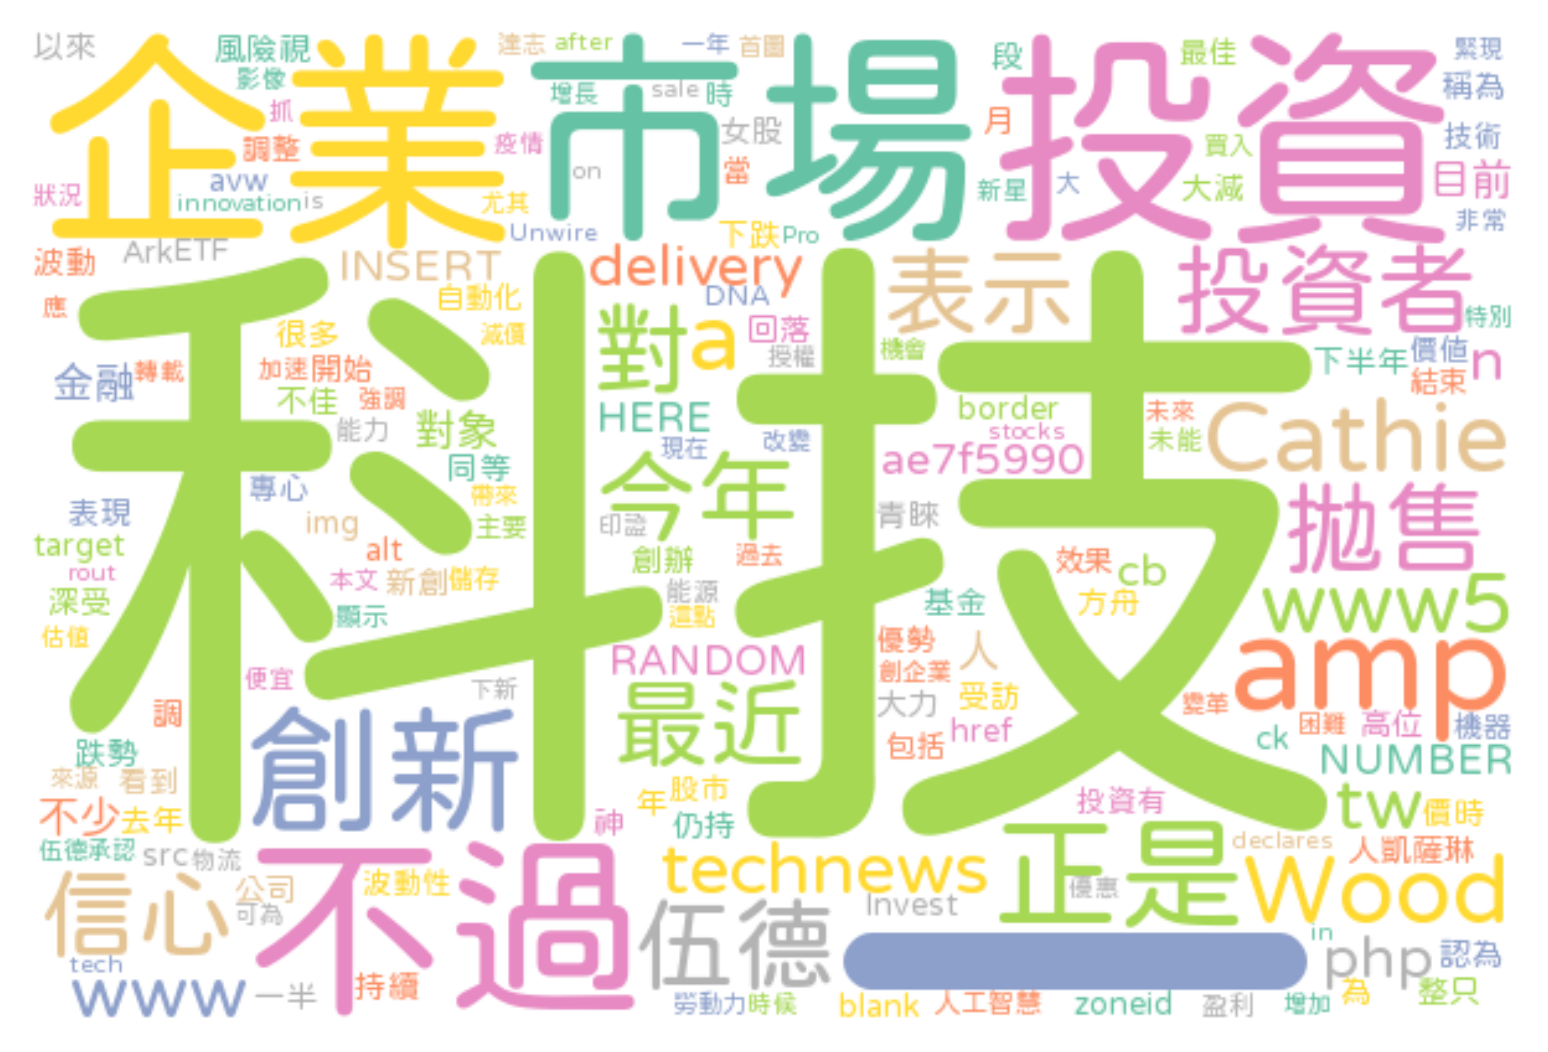 以來
企業
市場
投資
風險視
影像
抓
調整
達志
after
一年
首圖
增長
sale
時
女股
當
疫情
on
段
月
最佳
買入
大減
新星
大
緊現
稱為
技術
目前
非常
狀況
avw
innovation
is
尤其
Unwire
下跌
Pro
波動
ArkETF
INSERT
delivery
DNA
表示
投資者
特別
應
自動化
很多
減價
對
a
回落
授權
機會
下半年
價值
n
結束
科技
金融
轉載
加速
開始
不佳
強調
能力
對象
HERE
現在
改變
border
stocks
未來
未能
Cathie
同等
ae7f5990
專心
帶來
今年
表現
img
主要
印證
青睞
拋售
target
alt
創辦
過去
效果
cb
rout
本文
新創
儲存
能源
這點
基金
方舟
www5
深受
顯示
估值
便宜
RANDOM
優勢
人
創企業
amp
下新
大力
受訪
變革
調
創新
最近
包括
href
ck
困難
高位
機器
跌勢
NUMBER
來源
看到
股市
年
投資有
tw
價時
不少
去年
神
仍持
伍德承認
src
物流
不過
technews
正是
declares
人凱薩琳
信心
公司
可為
波動性
伍德
Invest
優惠
Wood
tech
in
php
認為
www
一半
持續
勞動力
時候
blank
人工智慧
zoneid
盈利
增加
為
整只